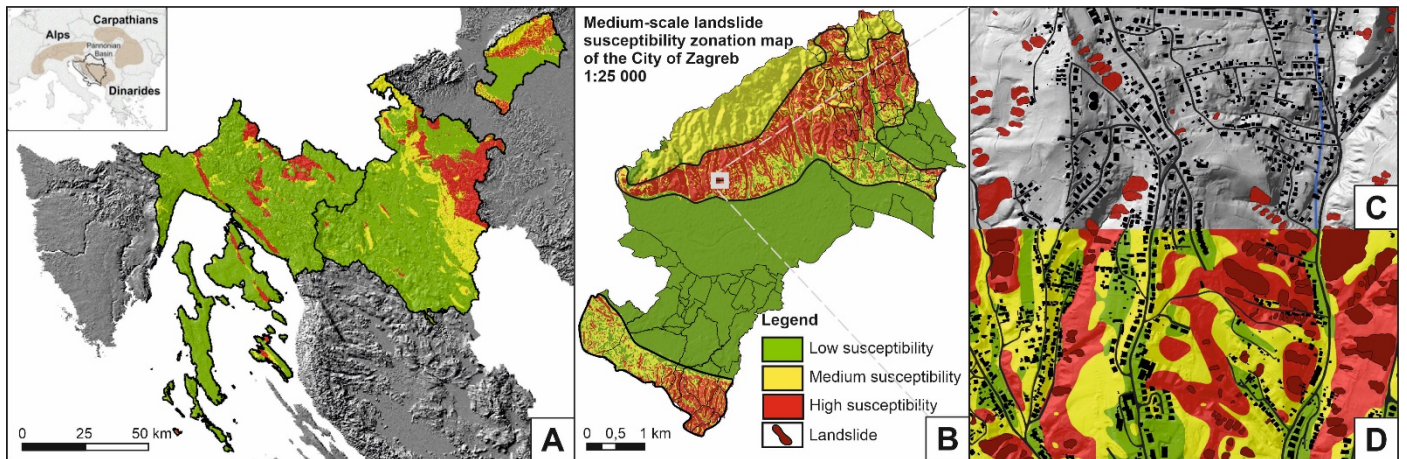 Carpathians
Alps
Pannonian
Basin
Dinarides
0
25
50 km
A
Medium-scale landslide
susceptibility zonation map
of the City of Zagreb
1:25 000
Legend
Low susceptibility
Medium susceptibility
High susceptibility
Landslide
0 0,5 1 km
B
C
D